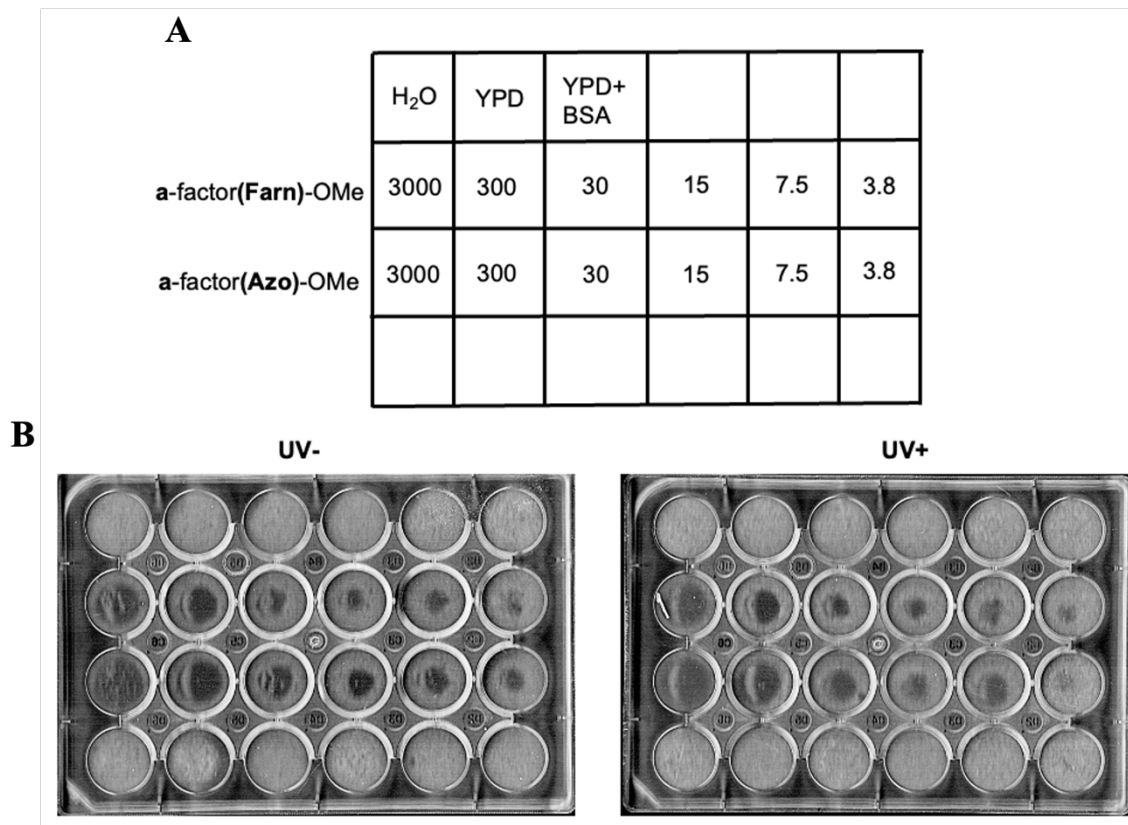 A
H₂O YPD YPD+
BSA
a-factor(Farn)-OMe 3000 300 30 15 7.5 3.8
a-factor(Azo)-OMe 3000 300 30 15 7.5 3.8
B
UV- UV+